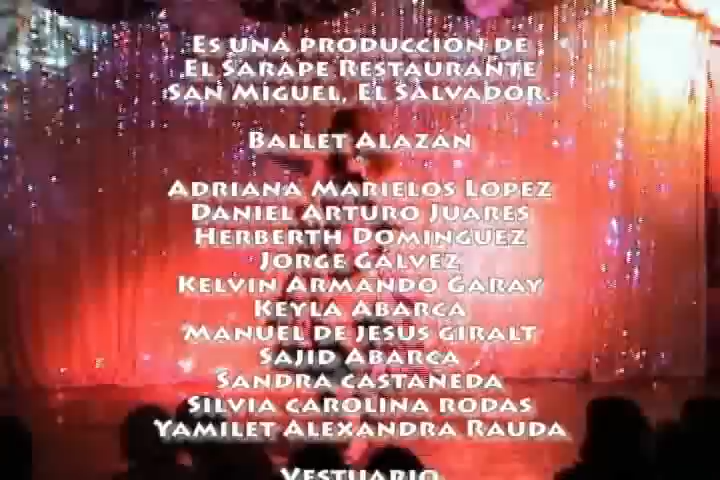 Es una produccion de
El Sarape Restaurante
San Miguel, El Salvador.
Ballet Alazán
Adriana Marielos Lopez
Daniel Arturo Juares
Herberth Dominguez
Jorge Gálvez
Kelvin Armando Garay
Keyla Abarca
Manuel de jesus giralt
Sajid Abarca
Sandra castaneda
Silvia carolina rodas
Yamilet Alexandra Rauda
Vestuario